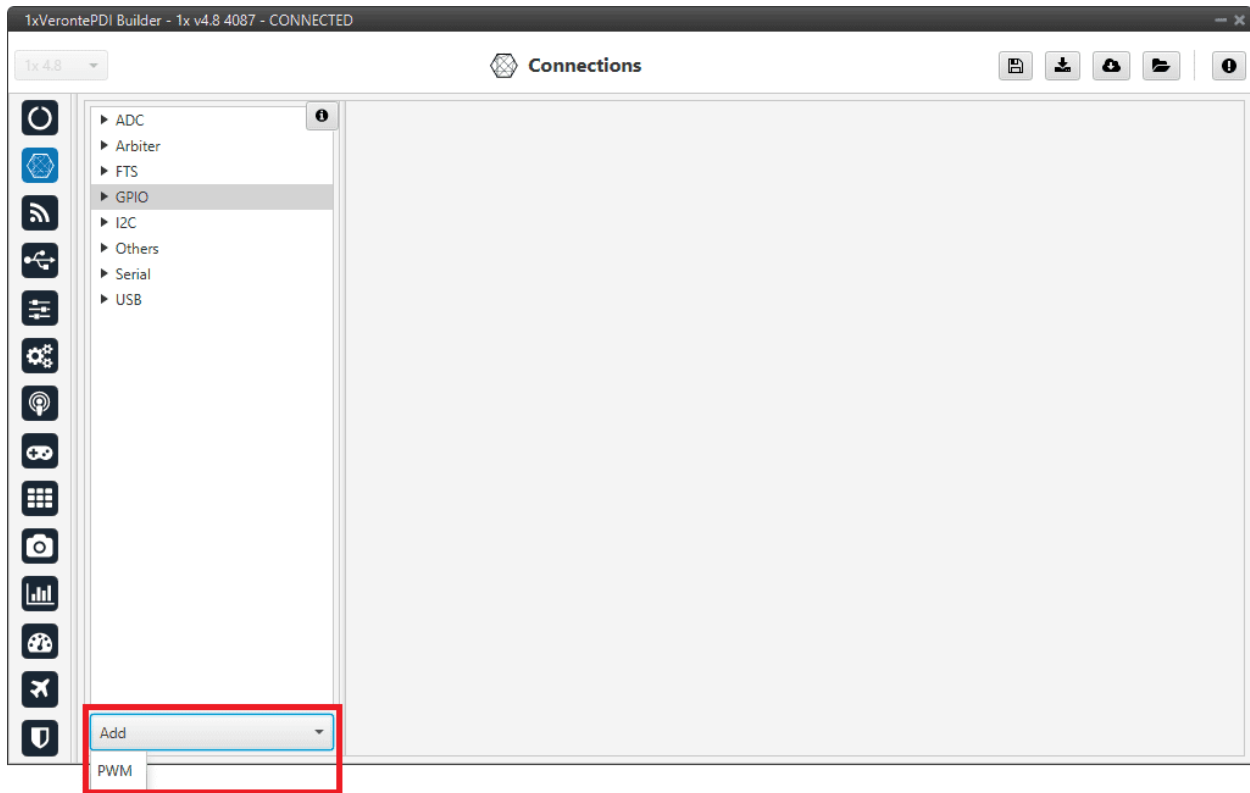 1xVerontePDI Builder - 1x v4.8 4087 - CONNECTED
1x 4.8
Connections
ADC
Arbiter
FTS
GPIO
I2C
Others
Serial
USB
Add
PWM